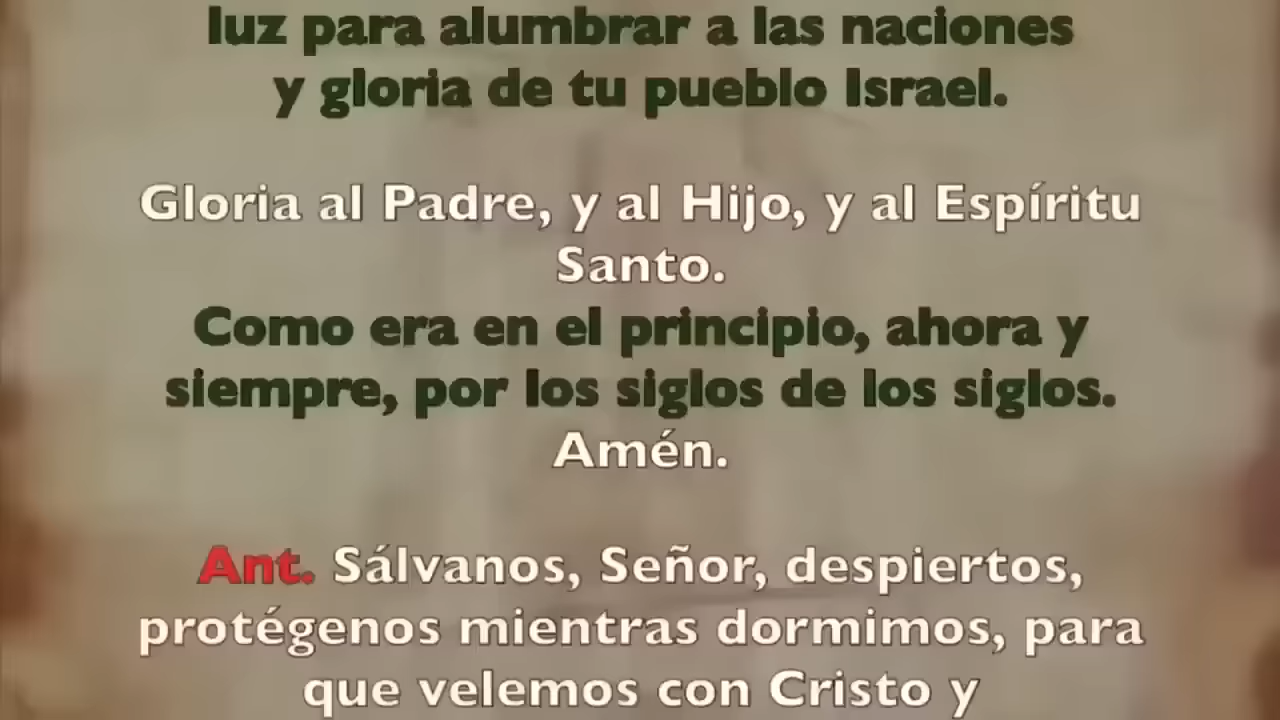 luz para alumbrar a las naciones
y gloria de tu pueblo Israel.
Gloria al Padre, y al Hijo, y al Espíritu
Santo.
Como era en el principio, ahora y
siempre, por los siglos de los siglos.
Amén.
Ant. Sálvanos, Señor, despiertos,
protégenos mientras dormimos, para
que velemos con Cristo y